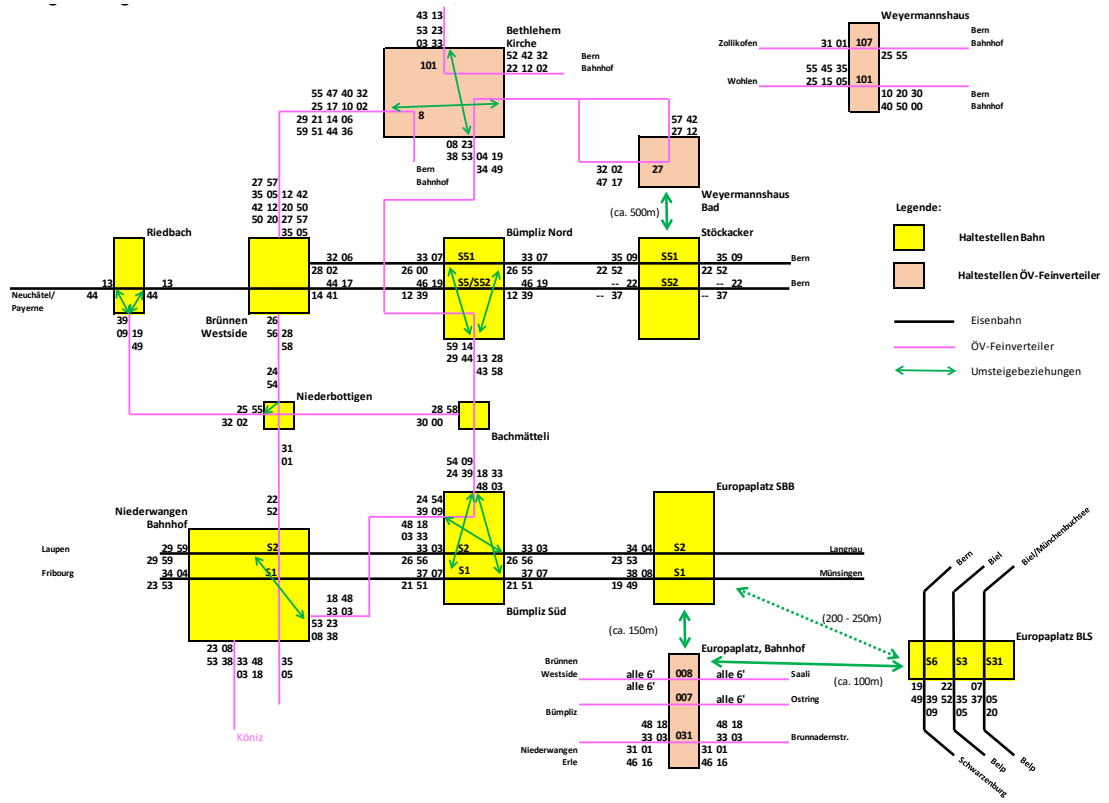 43 13
53 23
03 33
Bethlehem
Kirche
101
52 42 32
22 12 02
Bern
Bahnhof
55 47 40 32
25 17 10 02
29 21 14 06
59 51 44 36
8
08 23
38 53
04 19
34 49
Bern
Bahnhof
57 42
27 12
32 02
47 17
27
Weyermannshaus
Bad
(ca. 500m)
Weyermannshaus
Zollikofen
31 01
107
25 55
Bern
Bahnhof
Wohlen
55 45 35
25 15 05
101
10 20 30
40 50 00
Bern
Bahnhof
Legende:
Haltestellen Bahn
Haltestellen ÖV-Feinverteiler
Eisenbahn
ÖV-Feinverteiler
Umsteigebeziehungen
27 57
35 05
42 12
50 20
12 42
20 50
27 57
35 05
Riedbach
13
44
13
44
Neuchâtel/
Payerne
39
09
19
49
Brünnen
Westside
32 06
28 02
44 17
14 41
26
56
28
58
24
54
Bümpliz Nord
33 07
26 00
46 19
12 39
S51
S5/S52
33 07
26 55
46 19
12 39
59 14
29 44
13 28
43 58
Stöckacker
35 09
22 52
-- 22
-- 37
S51
S52
35 09
22 52
-- 22
-- 37
Bern
Bern
Niederbottigen
25 55
32 02
28 58
30 00
Bachmätteli
31
01
22
52
54 09
24 39
18 33
48 03
Niederwangen
Bahnhof
Laupen
29 59
29 59
Fribourg
34 04
23 53
S2
S1
18 48
33 03
53 23
08 38
23 08
53 38
33 48
03 18
35
05
Köniz
24 54
39 09
48 18
03 33
33 03
26 56
37 07
21 51
S2
S1
33 03
26 56
37 07
21 51
Bümpliz Süd
Europaplatz SBB
34 04
23 53
38 08
19 49
S2
S1
Langnau
Münsingen
(ca. 150m)
(200 - 250m)
(ca. 100m)
Europaplatz, Bahnhof
Brünnen
Westside
alle 6'
alle 6'
008
alle 6'
Saali
Bümpliz
007
alle 6'
Ostring
48 18
33 03
031
48 18
33 03
Brunnadernstr.
Niederwangen
Erle
31 01
46 16
31 01
46 16
Bern
Biel
Biel/Münchenbuchsee
Europaplatz BLS
S6
S3
S31
19
49
39
09
22
52
35
05
07
37
05
20
Schwarzenburg
Belp
Belp